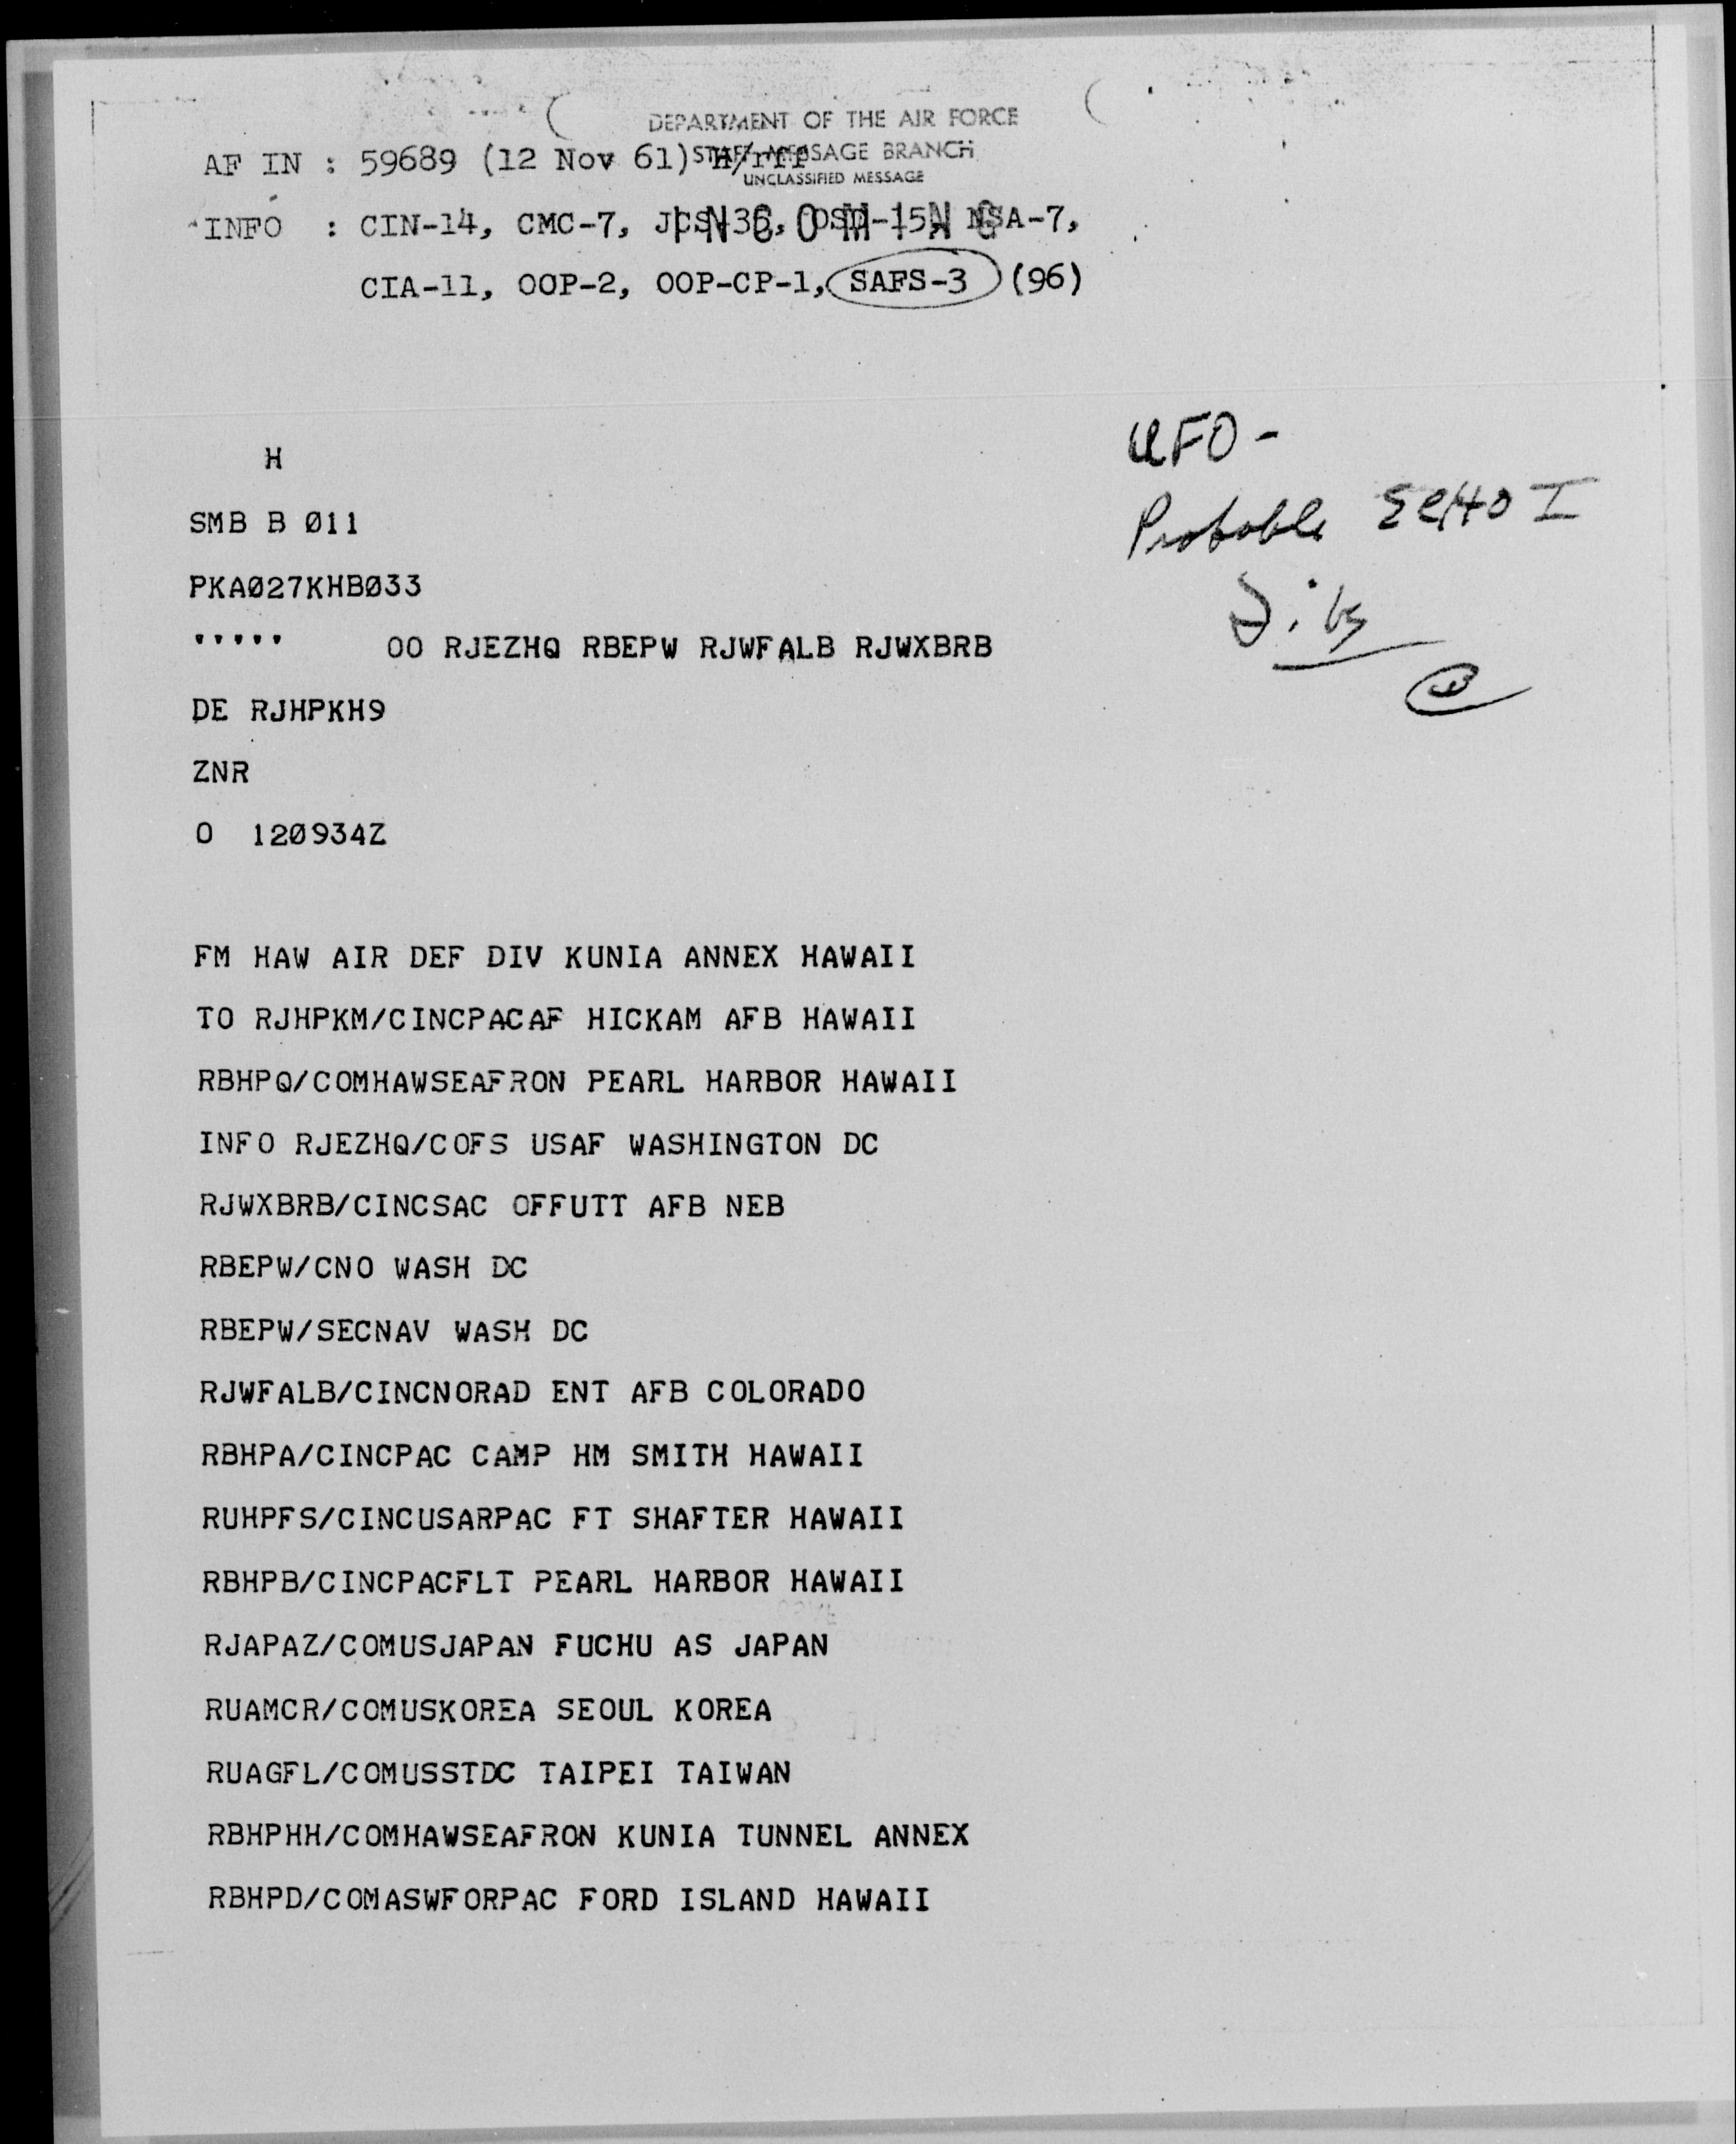 DEPARTMENT OF THE AIR FORCE
STAFF MESSAGE BRANCH
UNCLASSIFIED MESSAGE
INCOMING
AF IN : 59689 (12 Nov 61) H/rff
INFO : CIN-14, CMC-7, JCS-36, OSD-15, NSA-7,
CIA-11, OOP-2, OOP-CP-1, SAFS-3 (96)
UFO -
Probable Echo I
H
SMB B Ø11
PKAØ27KHBØ33
''''' OO RJEZHQ RBEPW RJWFALB RJWXBRB
DE RJHPKH9
ZNR
O 12Ø934Z
FM HAW AIR DEF DIV KUNIA ANNEX HAWAII
TO RJHPKM/CINCPACAF HICKAM AFB HAWAII
RBHPQ/COMHAWSEAFRON PEARL HARBOR HAWAII
INFO RJEZHQ/COFS USAF WASHINGTON DC
RJWXBRB/CINCSAC OFFUTT AFB NEB
RBEPW/CNO WASH DC
RBEPW/SECNAV WASH DC
RJWFALB/CINCNORAD ENT AFB COLORADO
RBHPA/CINCPAC CAMP HM SMITH HAWAII
RUHPFS/CINCUSARPAC FT SHAFTER HAWAII
RBHPB/CINCPACFLT PEARL HARBOR HAWAII
RJAPAZ/COMUSJAPAN FUCHU AS JAPAN
RUAMCR/COMUSKOREA SEOUL KOREA
RUAGFL/COMUSSTDC TAIPEI TAIWAN
RBHPHH/COMHAWSEAFRON KUNIA TUNNEL ANNEX
RBHPD/COMASWFORPAC FORD ISLAND HAWAII